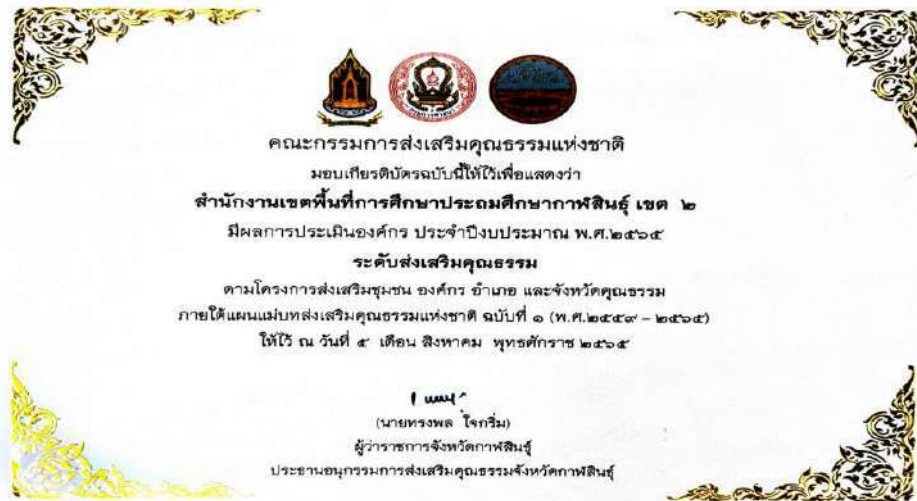 คณะกรรมการส่งเสริมคุณธรรมแห่งชาติ
มอบเกียรติบัตรฉบับนี้ให้ไว้เพื่อแสดงว่า
สำนักงานเขตพื้นที่การศึกษาประถมศึกษากาฬสินธุ์ เขต ๒
มีผลการประเมินองค์กร ประจำปีงบประมาณ พ.ศ.๒๕๖๕
ระดับส่งเสริมคุณธรรม
ตามโครงการส่งเสริมชุมชน องค์กร อำเภอ และจังหวัดคุณธรรม
ภายใต้แผนแม่บทส่งเสริมคุณธรรมแห่งชาติ ฉบับที่ ๑ (พ.ศ.๒๕๕๙ – ๒๕๖๕)
ให้ไว้ ณ วันที่ ๕ เดือน สิงหาคม พุทธศักราช ๒๕๖๕
(นายทรงพล ใจกริ่ม)
ผู้ว่าราชการจังหวัดกาฬสินธุ์
ประธานอนุกรรมการส่งเสริมคุณธรรมจังหวัดกาฬสินธุ์